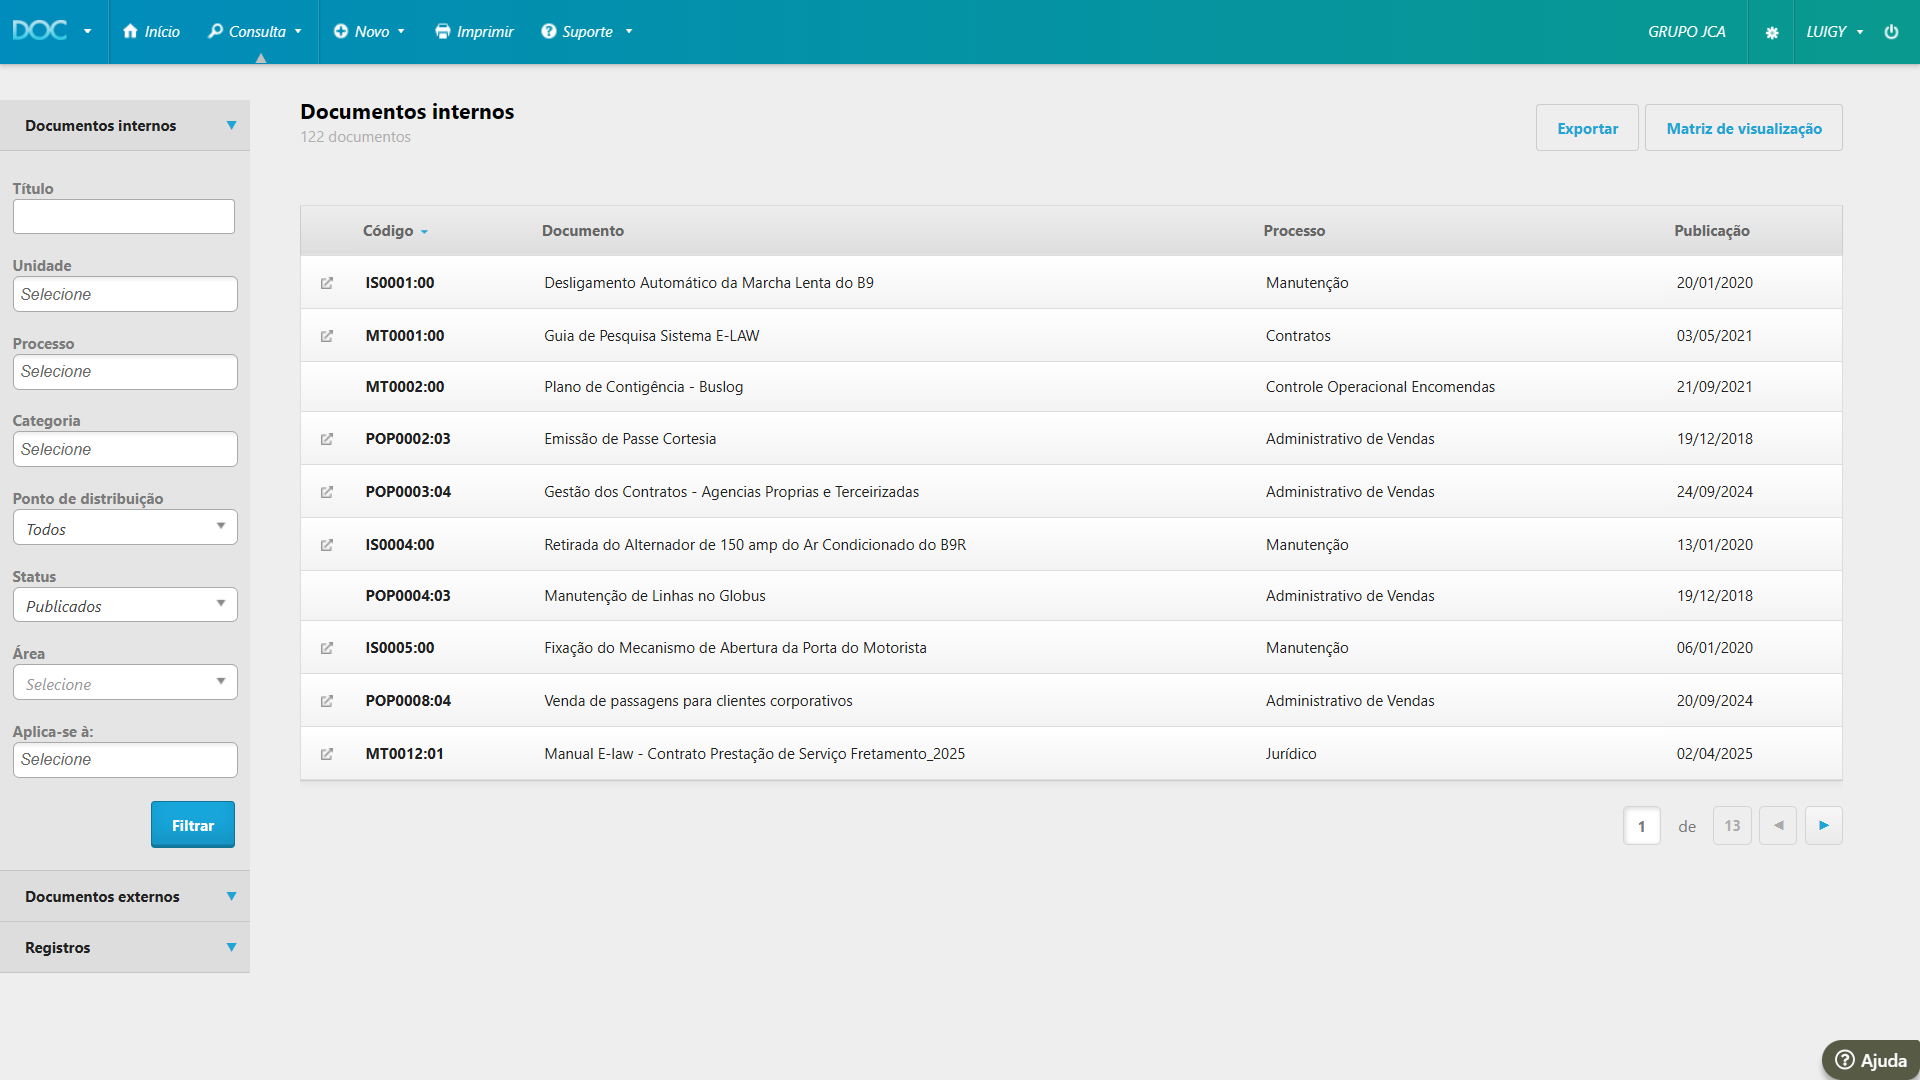 DOC Início Consulta Novo Imprimir Suporte GRUPO JCA LUIGY
Documentos internos
Título
Unidade
Selecione
Processo
Selecione
Categoria
Selecione
Ponto de distribuição
Todos
Status
Publicados
Área
Selecione
Aplica-se à:
Selecione
Filtrar
Documentos externos
Registros
Documentos internos
122 documentos
Exportar Matriz de visualização
Código Documento Processo Publicação
IS0001:00 Desligamento Automático da Marcha Lenta do B9 Manutenção 20/01/2020
MT0001:00 Guia de Pesquisa Sistema E-LAW Contratos 03/05/2021
MT0002:00 Plano de Contigência - Buslog Controle Operacional Encomendas 21/09/2021
POP0002:03 Emissão de Passe Cortesia Administrativo de Vendas 19/12/2018
POP0003:04 Gestão dos Contratos - Agencias Proprias e Terceirizadas Administrativo de Vendas 24/09/2024
IS0004:00 Retirada do Alternador de 150 amp do Ar Condicionado do B9R Manutenção 13/01/2020
POP0004:03 Manutenção de Linhas no Globus Administrativo de Vendas 19/12/2018
IS0005:00 Fixação do Mecanismo de Abertura da Porta do Motorista Manutenção 06/01/2020
POP0008:04 Venda de passagens para clientes corporativos Administrativo de Vendas 20/09/2024
MT0012:01 Manual E-law - Contrato Prestação de Serviço Fretamento_2025 Jurídico 02/04/2025
1 de 13
Ajuda